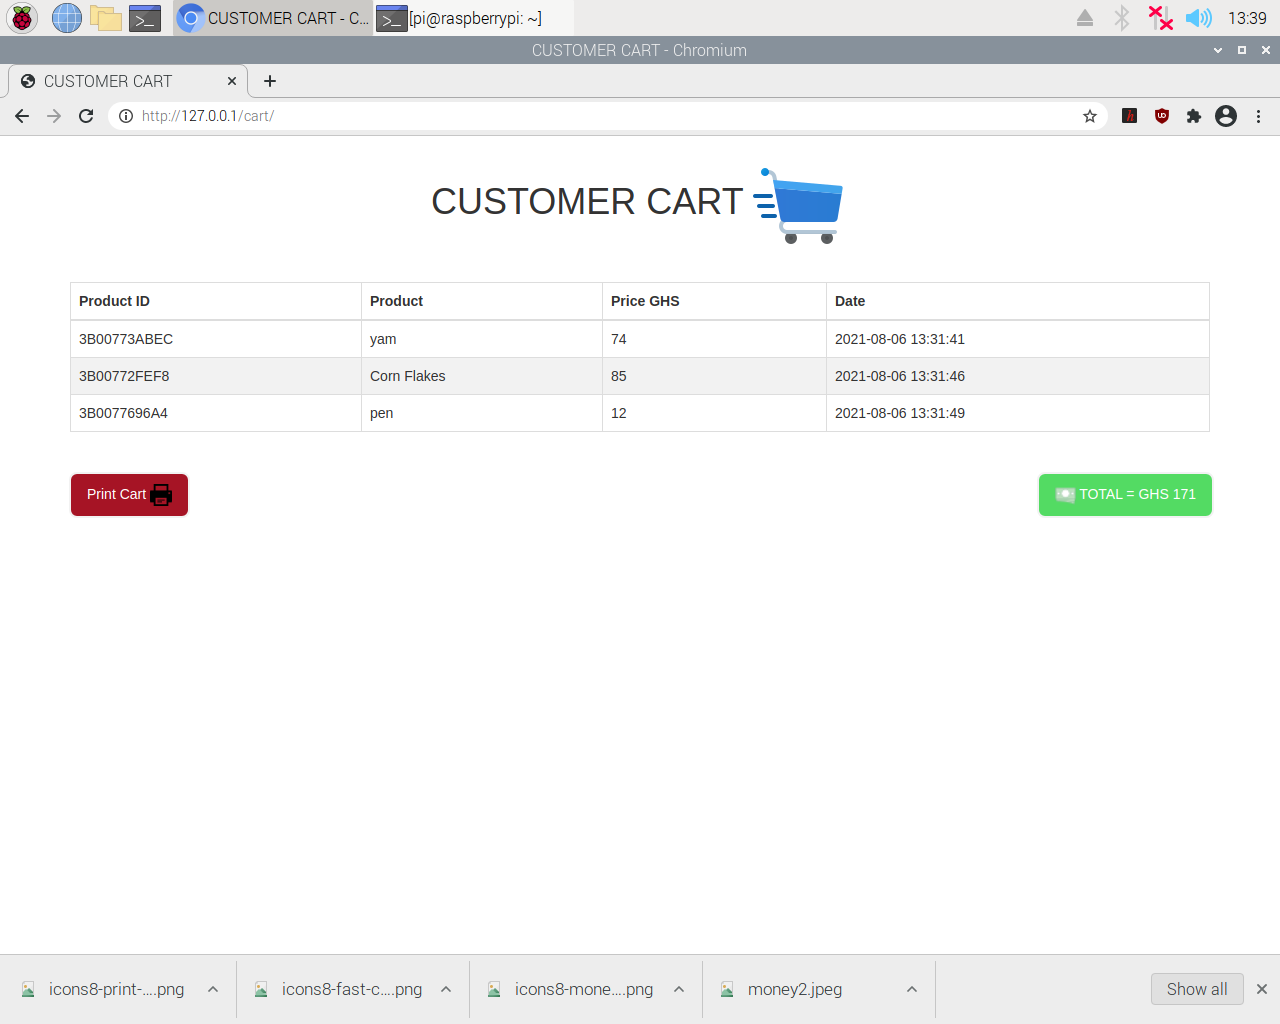 CUSTOMER CART - C... [pi@raspberrypi: ~] 13:39
CUSTOMER CART - Chromium
CUSTOMER CART
http://127.0.0.1/cart/
CUSTOMER CART
Product ID Product Price GHS Date
3B00773ABEC yam 74 2021-08-06 13:31:41
3B00772FEF8 Corn Flakes 85 2021-08-06 13:31:46
3B0077696A4 pen 12 2021-08-06 13:31:49
Print Cart TOTAL = GHS 171
icons8-print-....png icons8-fast-c....png icons8-mone....png money2.jpeg Show all